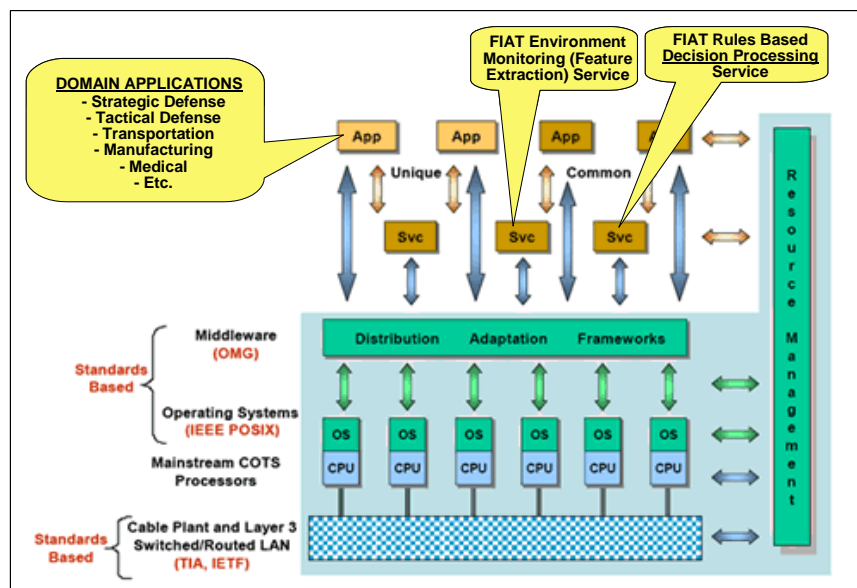 DOMAIN APPLICATIONS
- Strategic Defense
- Tactical Defense
- Transportation
- Manufacturing
- Medical
- Etc.
FIAT Environment
Monitoring (Feature
Extraction) Service
FIAT Rules Based
Decision Processing
Service
App
App
App
Unique
Common
Svc
Svc
Svc
Resource Management
Middleware
(OMG)
Distribution Adaptation Frameworks
Standards
Based
Operating Systems
(IEEE POSIX)
OS OS OS OS OS OS
Mainstream COTS
Processors
CPU CPU CPU CPU CPU CPU
Cable Plant and Layer 3
Switched/Routed LAN
(TIA, IETF)
Standards
Based